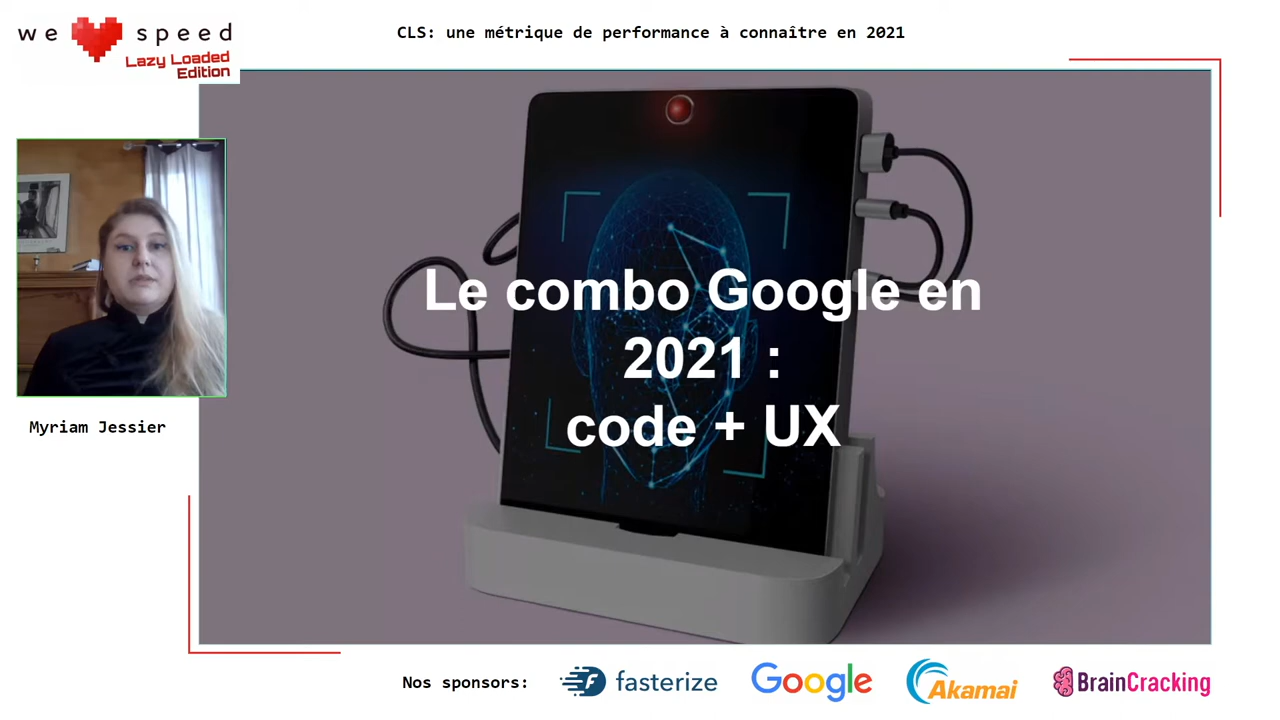 we speed
Lazy Loaded
Edition
CLS: une métrique de performance à connaître en 2021
Le combo Google en
2021 :
code + UX
Myriam Jessier
Nos sponsors:
fasterize
Google
Akamai
BrainCracking